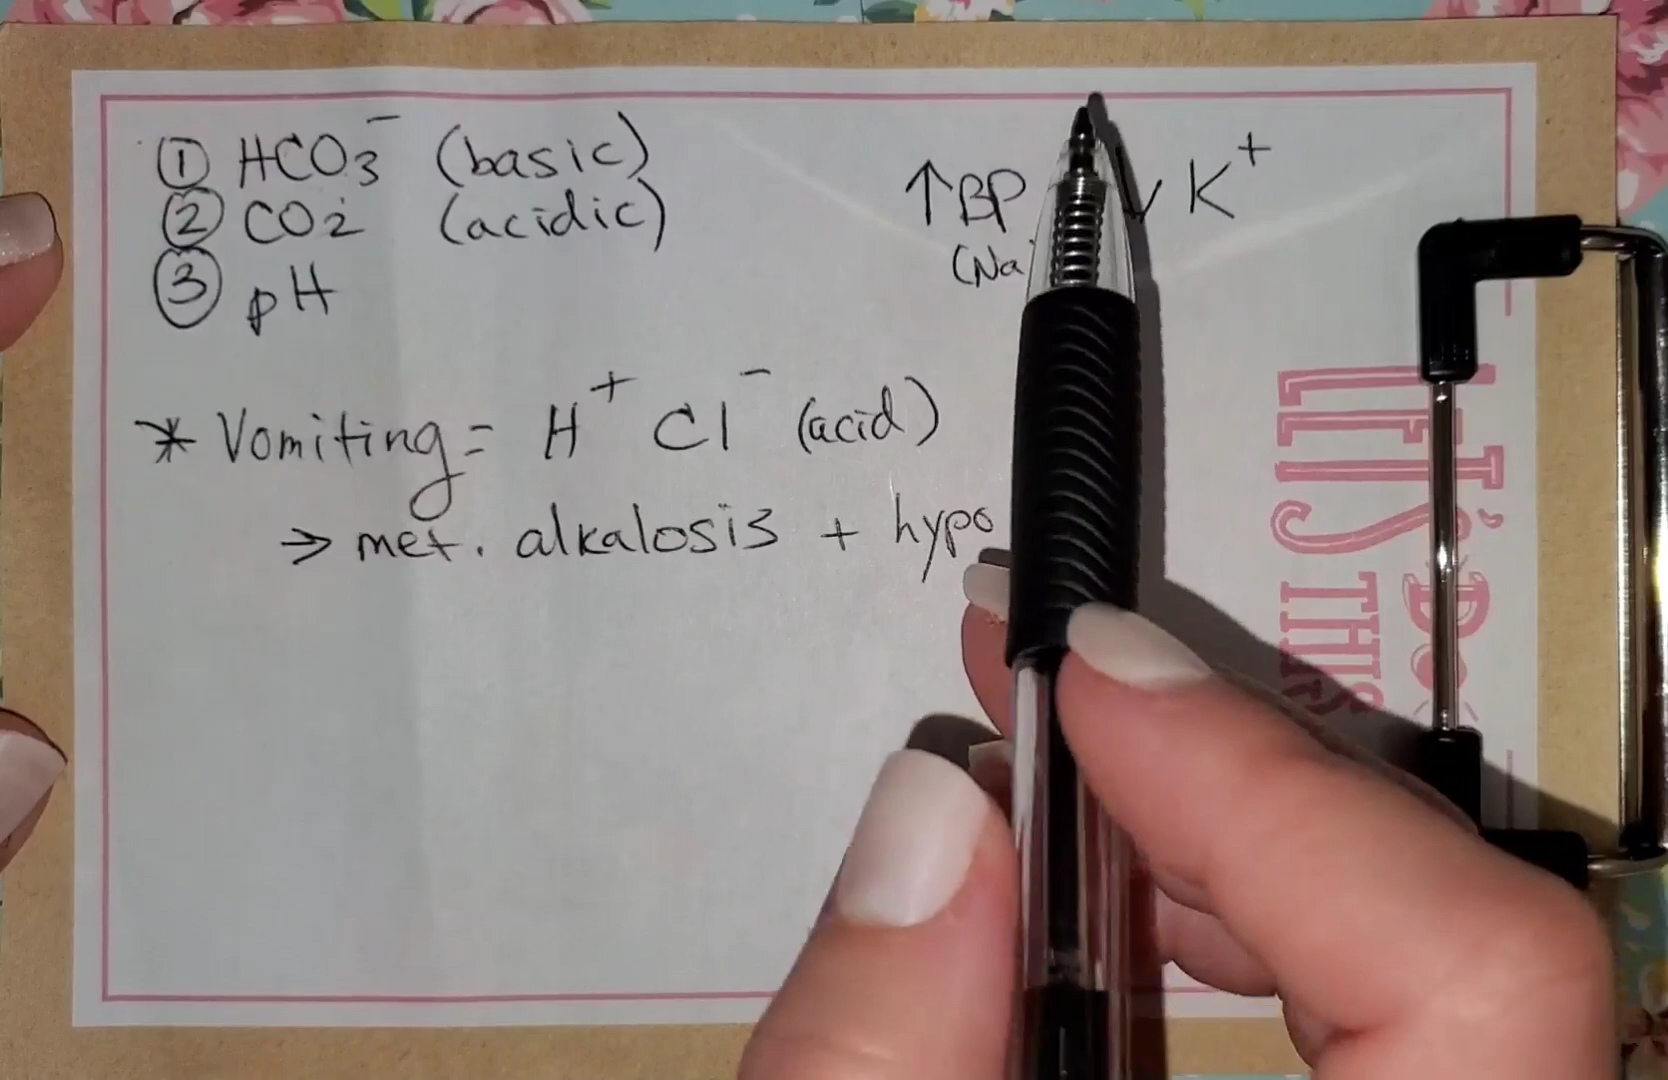 ① HCO3⁻ (basic)
② CO2 (acidic)
③ pH
↑BP ↓ K⁺
(Na
* Vomiting = H⁺ Cl⁻ (acid)
⇒ met. alkalosis + hypo
LET'S DO
THIS